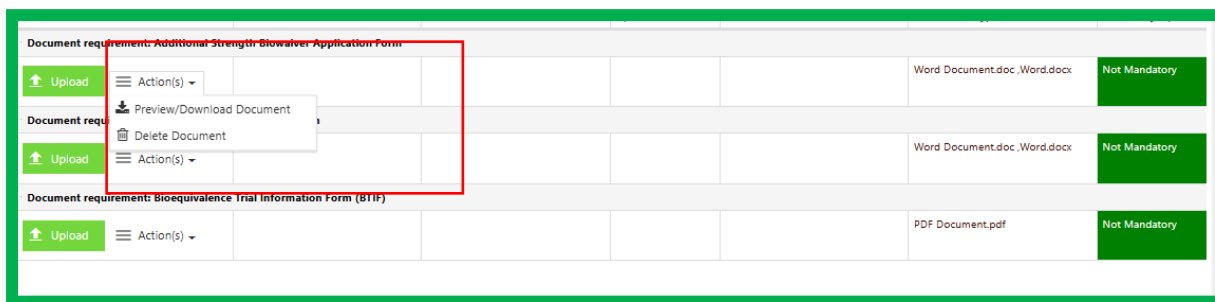 Document requirement: Additional Strength Biowaiver Application Form
Upload Action(s) Word Document.doc ,Word.docx Not Mandatory
Preview/Download Document
Document requ
Delete Document
Upload Action(s) Word Document.doc ,Word.docx Not Mandatory
Document requirement: Bioequivalence Trial Information Form (BTIF)
Upload Action(s) PDF Document.pdf Not Mandatory